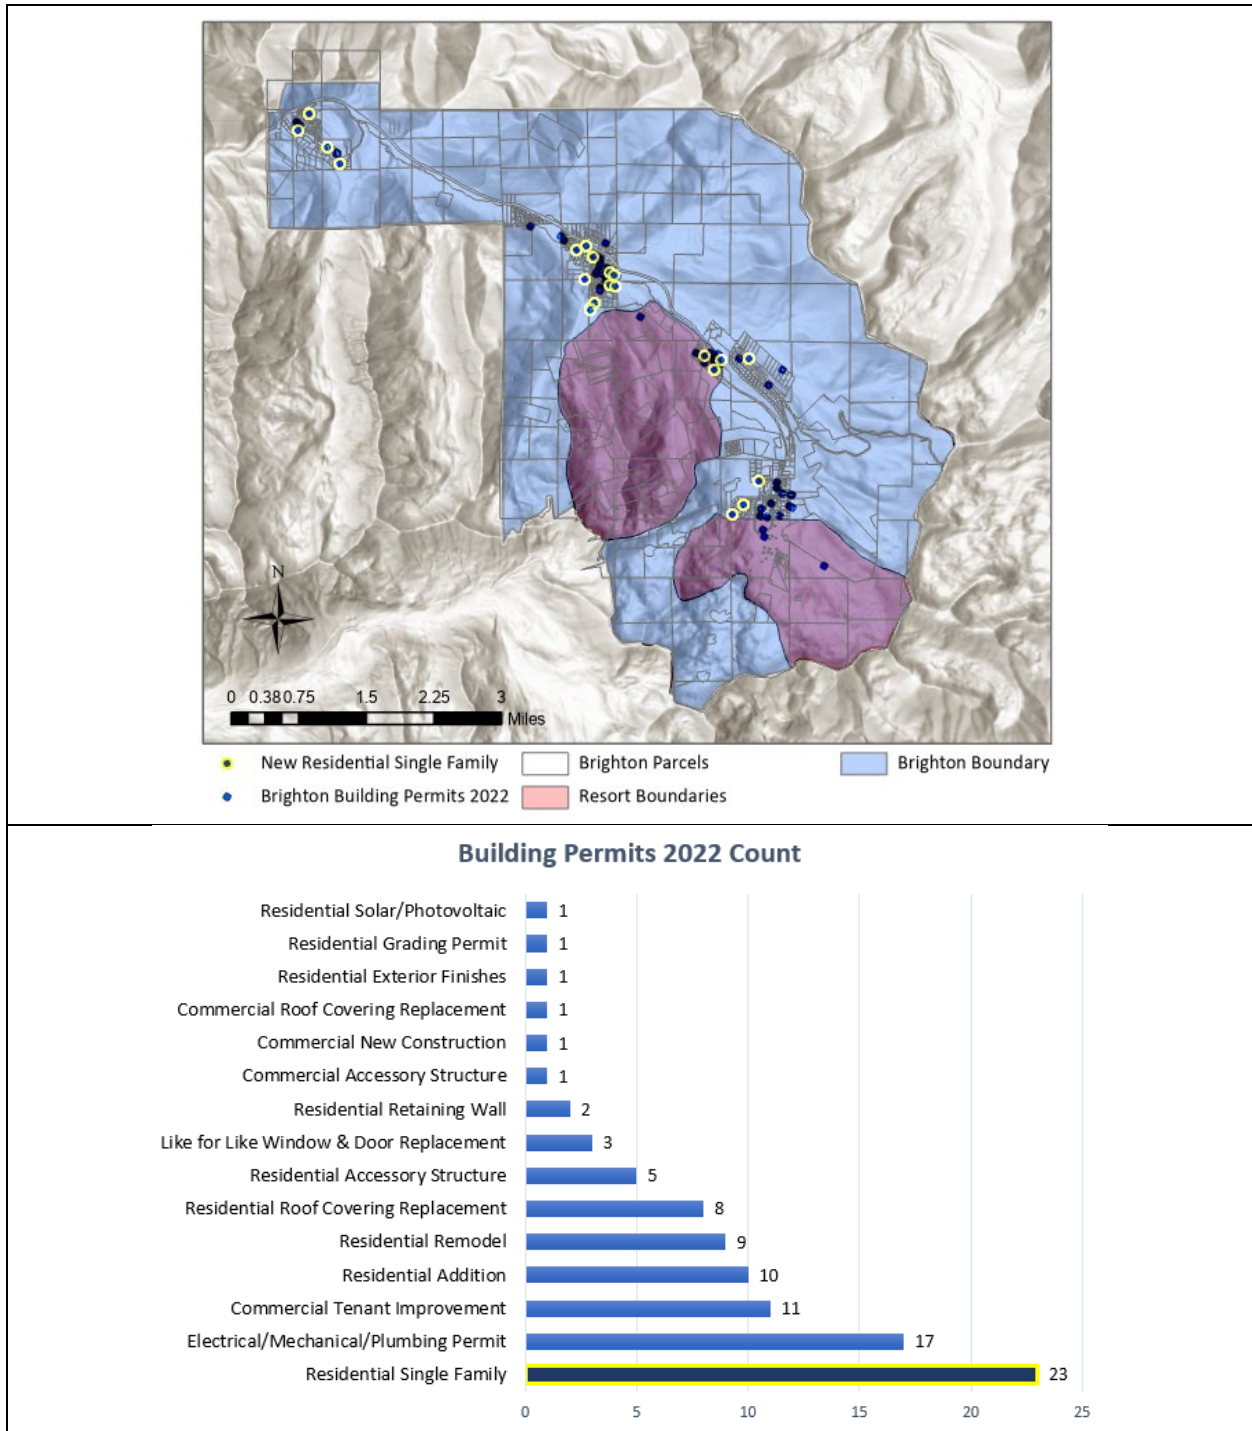 N
0 0.38 0.75 1.5 2.25 3
Miles
New Residential Single Family Brighton Parcels Brighton Boundary
Brighton Building Permits 2022 Resort Boundaries
Building Permits 2022 Count
Residential Solar/Photovoltaic 1
Residential Grading Permit 1
Residential Exterior Finishes 1
Commercial Roof Covering Replacement 1
Commercial New Construction 1
Commercial Accessory Structure 1
Residential Retaining Wall 2
Like for Like Window & Door Replacement 3
Residential Accessory Structure 5
Residential Roof Covering Replacement 8
Residential Remodel 9
Residential Addition 10
Commercial Tenant Improvement 11
Electrical/Mechanical/Plumbing Permit 17
Residential Single Family 23
0 5 10 15 20 25